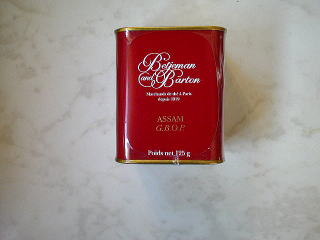 Betjeman
and Barton
Marchands de thé à Paris
depuis 1919
ASSAM
G.B.O.P.
Poids net 125 g